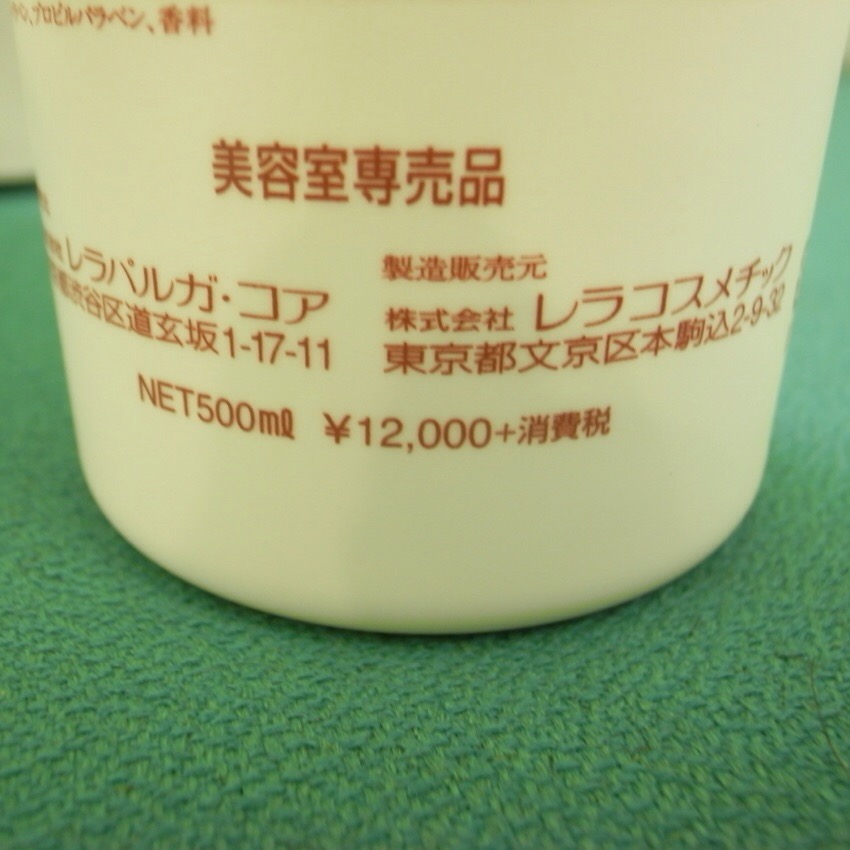 プロピルパラベン、香料
美容室専売品
レラパルガ・コア
渋谷区道玄坂1-17-11
製造販売元
株式会社 レラコスメチック
東京都文京区本駒込2-9-32
NET500mℓ ¥12,000+消費税